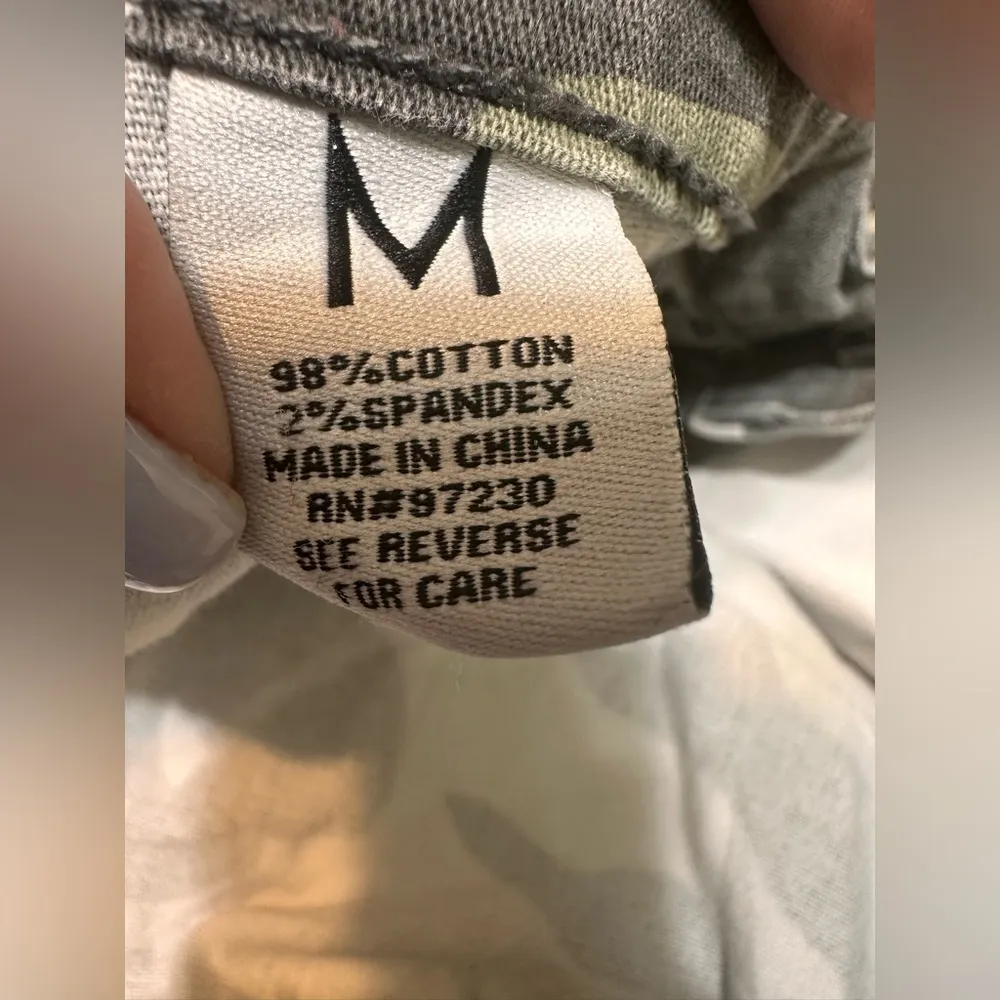 M
98%COTTON
2%SPANDEX
MADE IN CHINA
RN#97230
SEE REVERSE
FOR CARE